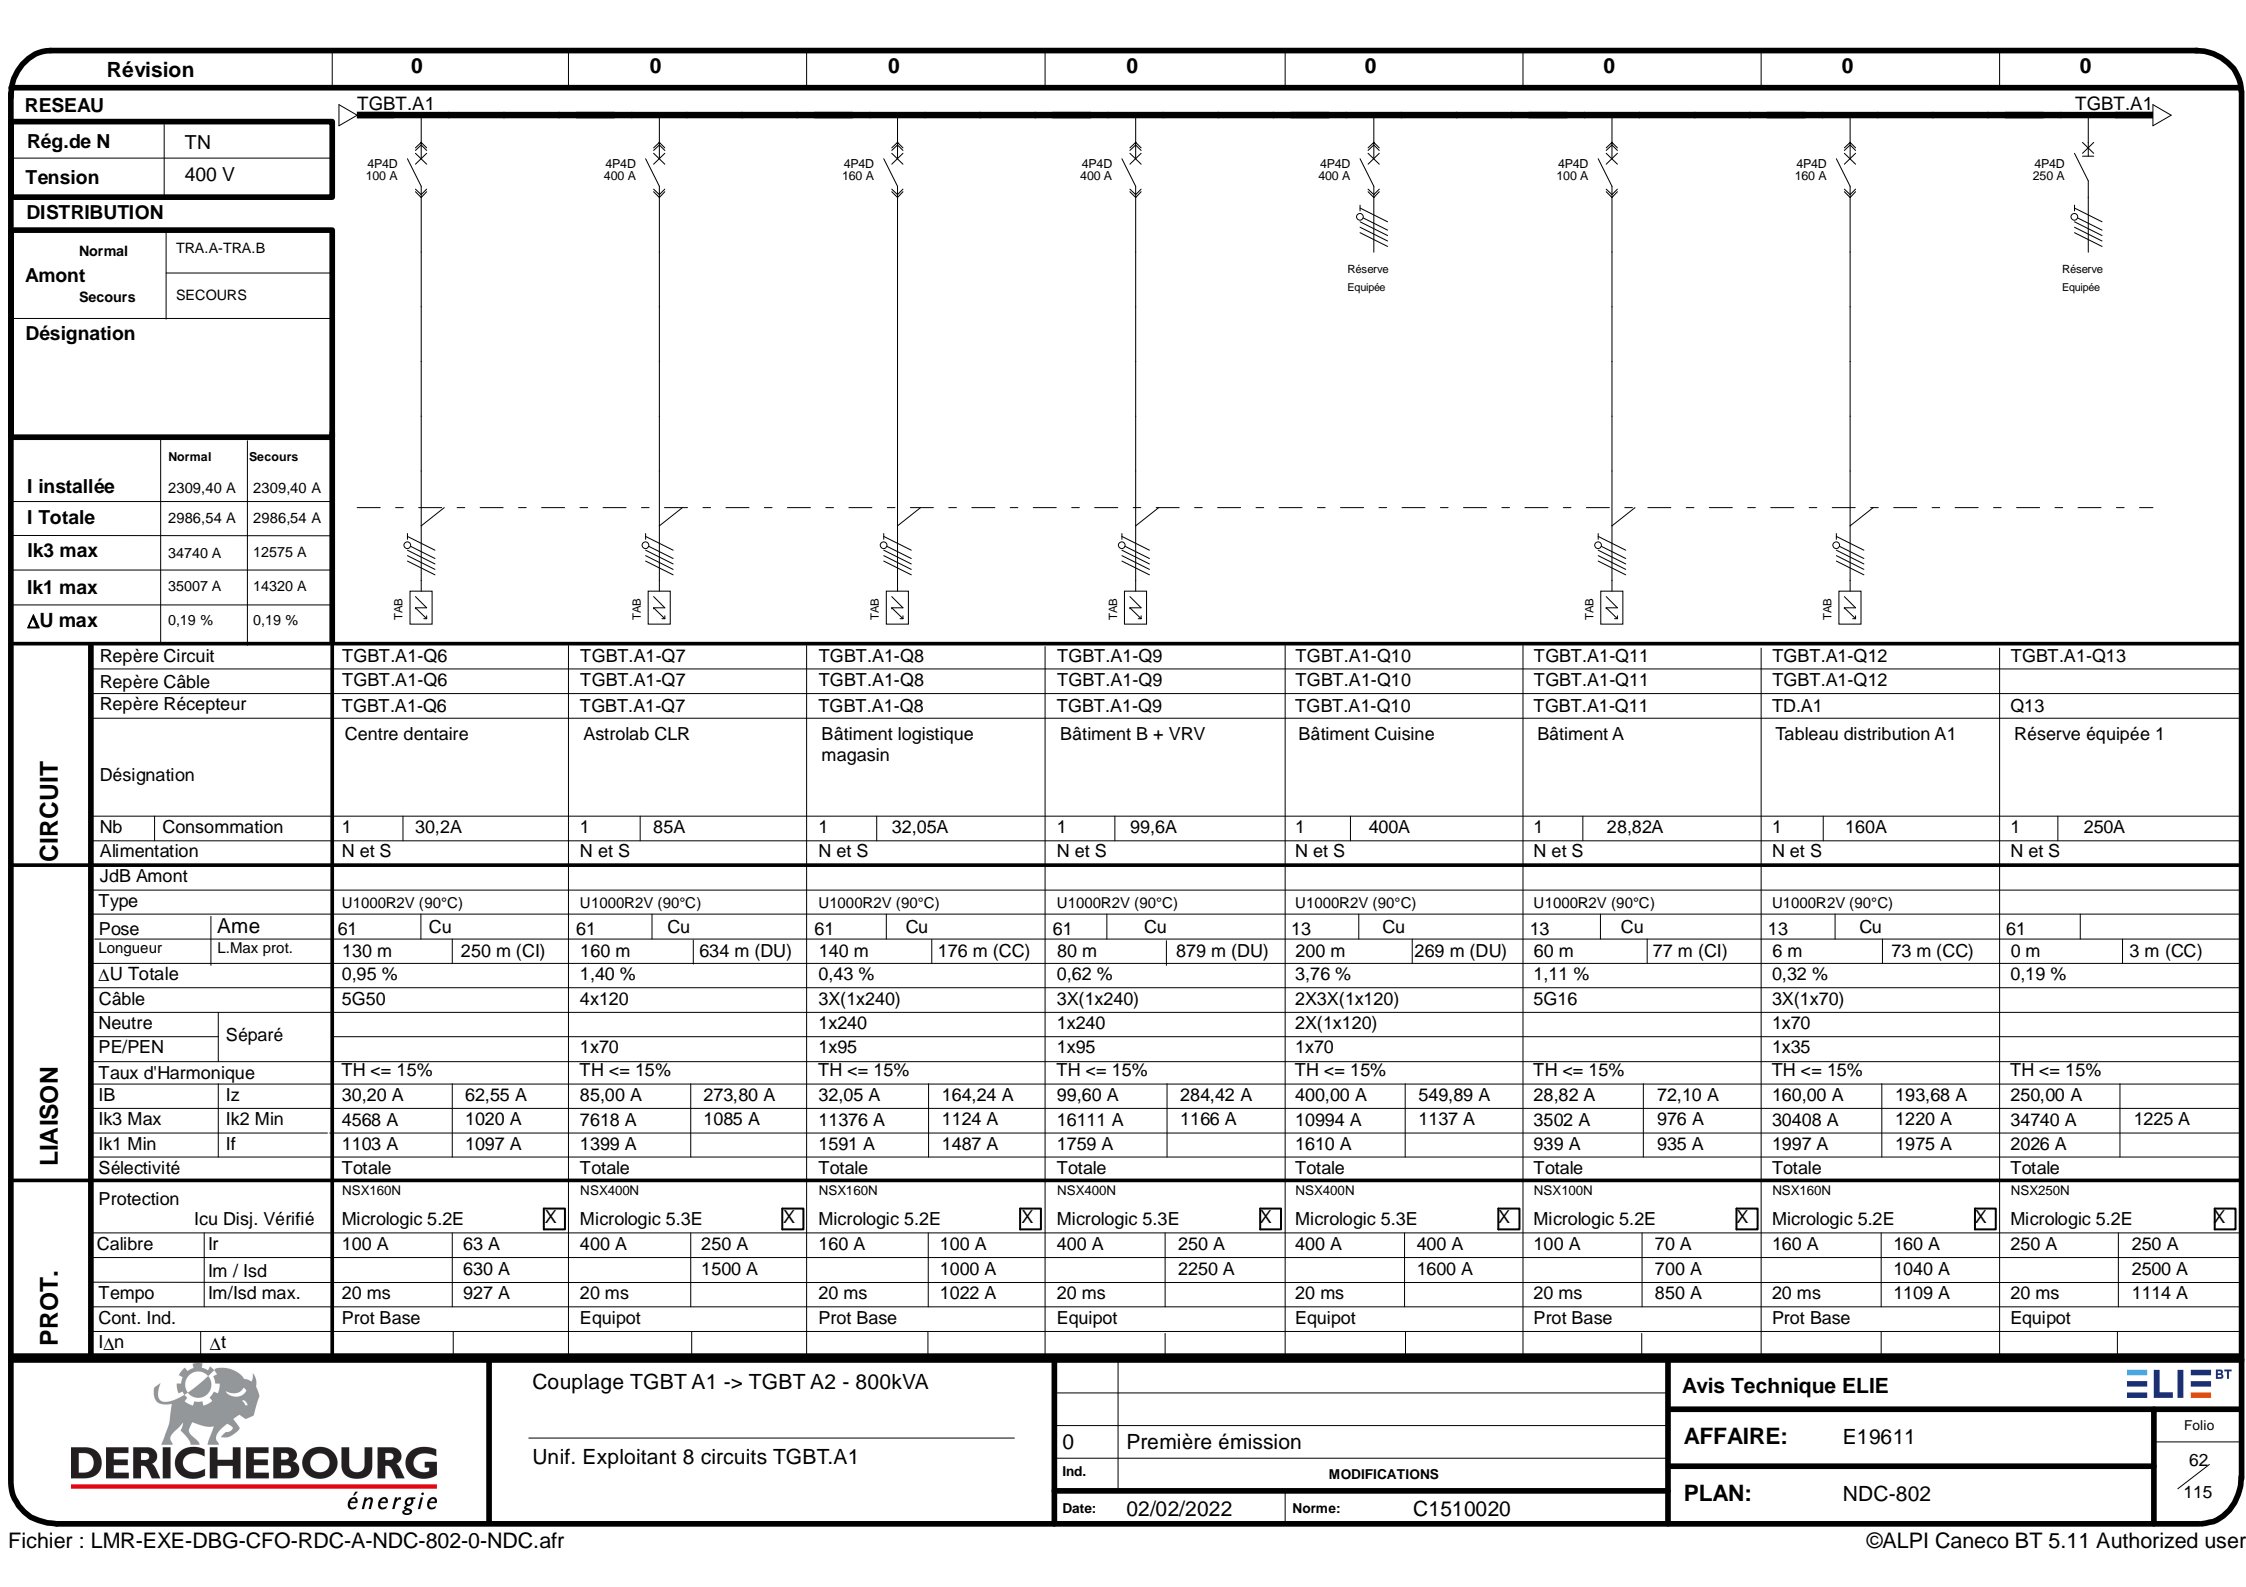 Révision 0 0 0 0 0 0 0 0
RESEAU
TGBT.A1 TGBT.A1
Rég.de N TN
Tension 400 V
4P4D 4P4D 4P4D 4P4D 4P4D 4P4D 4P4D 4P4D
100 A 400 A 160 A 400 A 400 A 100 A 160 A 250 A
DISTRIBUTION
Normal TRA.A-TRA.B
Amont
Secours SECOURS
Réserve Réserve
Equipée Equipée
Désignation
Normal Secours
I installée 2309,40 A 2309,40 A
I Totale 2986,54 A 2986,54 A
Ik3 max 34740 A 12575 A
Ik1 max 35007 A 14320 A
ΔU max 0,19 % 0,19 %
TAB TAB TAB TAB TAB TAB
CIRCUIT
Repère Circuit TGBT.A1-Q6 TGBT.A1-Q7 TGBT.A1-Q8 TGBT.A1-Q9 TGBT.A1-Q10 TGBT.A1-Q11 TGBT.A1-Q12 TGBT.A1-Q13
Repère Câble TGBT.A1-Q6 TGBT.A1-Q7 TGBT.A1-Q8 TGBT.A1-Q9 TGBT.A1-Q10 TGBT.A1-Q11 TGBT.A1-Q12
Repère Récepteur TGBT.A1-Q6 TGBT.A1-Q7 TGBT.A1-Q8 TGBT.A1-Q9 TGBT.A1-Q10 TGBT.A1-Q11 TD.A1 Q13
Désignation Centre dentaire Astrolab CLR Bâtiment logistique Bâtiment B + VRV Bâtiment Cuisine Bâtiment A Tableau distribution A1 Réserve équipée 1
magasin
Nb Consommation 1 30,2A 1 85A 1 32,05A 1 99,6A 1 400A 1 28,82A 1 160A 1 250A
Alimentation N et S N et S N et S N et S N et S N et S N et S N et S
LIAISON
JdB Amont
Type U1000R2V (90°C) U1000R2V (90°C) U1000R2V (90°C) U1000R2V (90°C) U1000R2V (90°C) U1000R2V (90°C) U1000R2V (90°C)
Pose Ame 61 Cu 61 Cu 61 Cu 61 Cu 13 Cu 13 Cu 13 Cu 61
Longueur L.Max prot. 130 m 250 m (CI) 160 m 634 m (DU) 140 m 176 m (CC) 80 m 879 m (DU) 200 m 269 m (DU) 60 m 77 m (CI) 6 m 73 m (CC) 0 m 3 m (CC)
ΔU Totale 0,95 % 1,40 % 0,43 % 0,62 % 3,76 % 1,11 % 0,32 % 0,19 %
Câble 5G50 4x120 3X(1x240) 3X(1x240) 2X3X(1x120) 5G16 3X(1x70)
Neutre 1x240 1x240 2X(1x120) 1x70
Séparé
PE/PEN 1x70 1x95 1x95 1x70 1x35
Taux d'Harmonique TH <= 15% TH <= 15% TH <= 15% TH <= 15% TH <= 15% TH <= 15% TH <= 15% TH <= 15%
IB Iz 30,20 A 62,55 A 85,00 A 273,80 A 32,05 A 164,24 A 99,60 A 284,42 A 400,00 A 549,89 A 28,82 A 72,10 A 160,00 A 193,68 A 250,00 A
Ik3 Max Ik2 Min 4568 A 1020 A 7618 A 1085 A 11376 A 1124 A 16111 A 1166 A 10994 A 1137 A 3502 A 976 A 30408 A 1220 A 34740 A 1225 A
Ik1 Min If 1103 A 1097 A 1399 A 1591 A 1487 A 1759 A 1610 A 939 A 935 A 1997 A 1975 A 2026 A
Sélectivité Totale Totale Totale Totale Totale Totale Totale Totale
PROT.
Protection NSX160N NSX400N NSX160N NSX400N NSX400N NSX100N NSX160N NSX250N
Icu Disj. Vérifié Micrologic 5.2E X Micrologic 5.3E X Micrologic 5.2E X Micrologic 5.3E X Micrologic 5.3E X Micrologic 5.2E X Micrologic 5.2E X Micrologic 5.2E X
Calibre Ir 100 A 63 A 400 A 250 A 160 A 100 A 400 A 250 A 400 A 400 A 100 A 70 A 160 A 160 A 250 A 250 A
Im / Isd 630 A 1500 A 1000 A 2250 A 1600 A 700 A 1040 A 2500 A
Tempo Im/Isd max. 20 ms 927 A 20 ms 20 ms 1022 A 20 ms 20 ms 20 ms 850 A 20 ms 1109 A 20 ms 1114 A
Cont. Ind. Prot Base Equipot Prot Base Equipot Equipot Prot Base Prot Base Equipot
IΔn Δt
DERICHEBOURG
énergie
Couplage TGBT A1 -> TGBT A2 - 800kVA
Unif. Exploitant 8 circuits TGBT.A1
0 Première émission
Ind. MODIFICATIONS
Date: 02/02/2022 Norme: C1510020
Avis Technique ELIE ELIE BT
AFFAIRE: E19611
PLAN: NDC-802
Folio
62
115
Fichier : LMR-EXE-DBG-CFO-RDC-A-NDC-802-0-NDC.afr
©ALPI Caneco BT 5.11 Authorized user